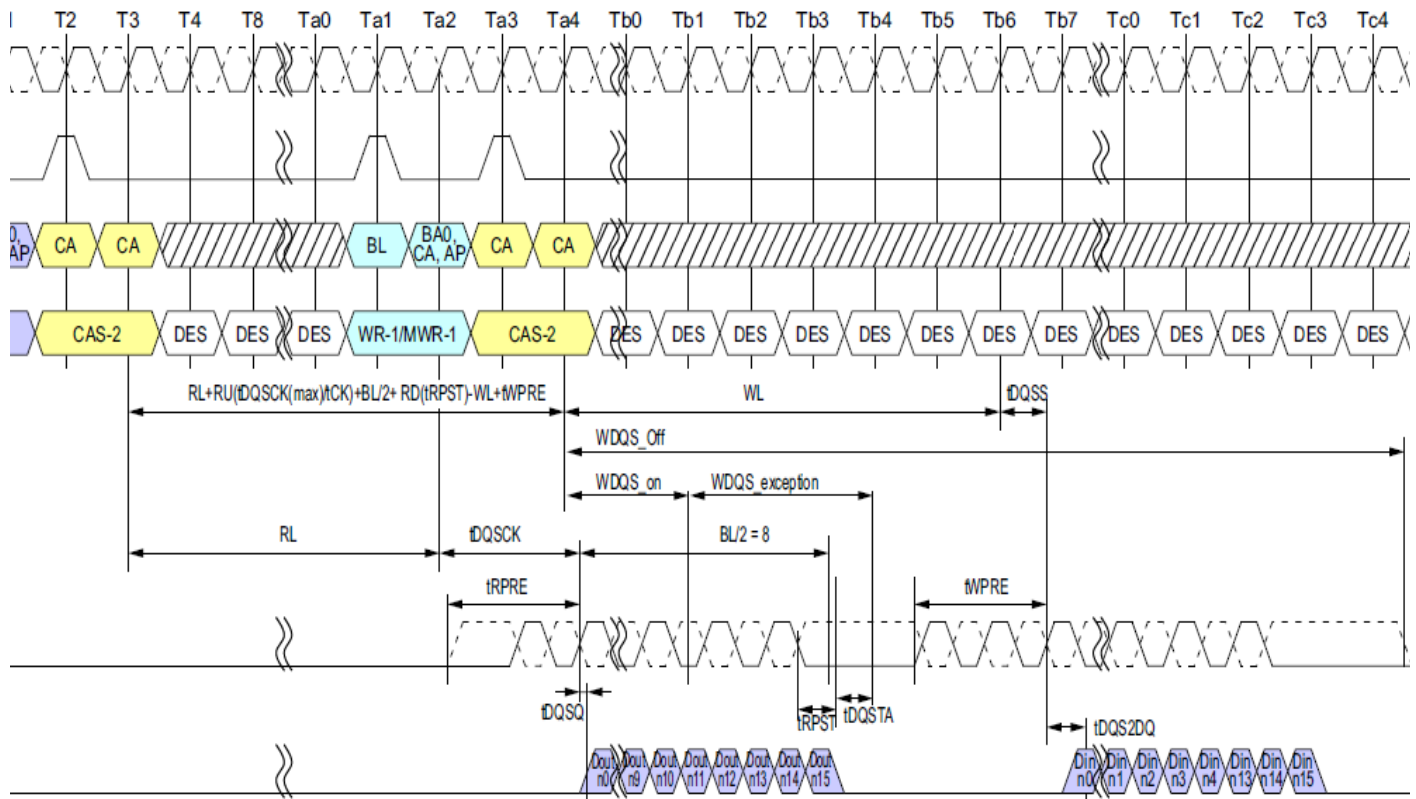 T2 T3 T4 T8 Ta0 Ta1 Ta2 Ta3 Ta4 Tb0 Tb1 Tb2 Tb3 Tb4 Tb5 Tb6 Tb7 Tc0 Tc1 Tc2 Tc3 Tc4
AP CA CA BL BA0, CA, AP CA CA
CAS-2 DES DES DES WR-1/MWR-1 CAS-2 DES DES DES DES DES DES DES DES DES DES DES DES DES
RL+RU(tDQSCK(max)/tCK)+BL/2+ RD(tRPST)-WL+tWPRE WL tDQSS
WDQS_Off
WDQS_on WDQS_exception
RL tDQSCK BL/2 = 8
tRPRE tWPRE
tDQSQ tRPST tDQSTA tDQS2DQ
Dout Dout Dout Dout Dout Dout Dout Dout Din Din Din Din Din Din Din Din
n0 n9 n10 n11 n12 n13 n14 n15 n0 n1 n2 n3 n4 n13 n14 n15